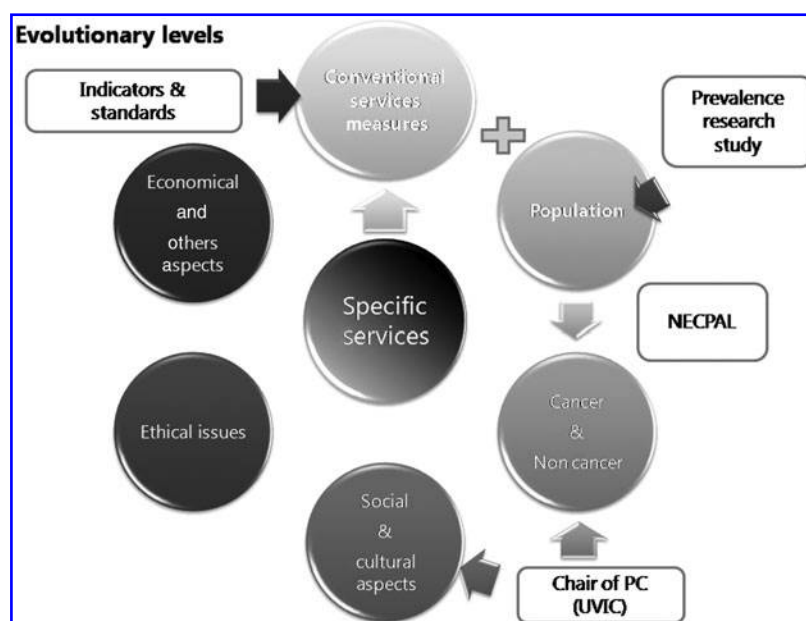 Evolutionary levels
Indicators &
standards
Conventional
services
measures
Prevalence
research
study
Population
Economical
and
others
aspects
Specific
services
NECPAL
Cancer
&
Non cancer
Ethical issues
Social
&
cultural
aspects
Chair of PC
(UVIC)